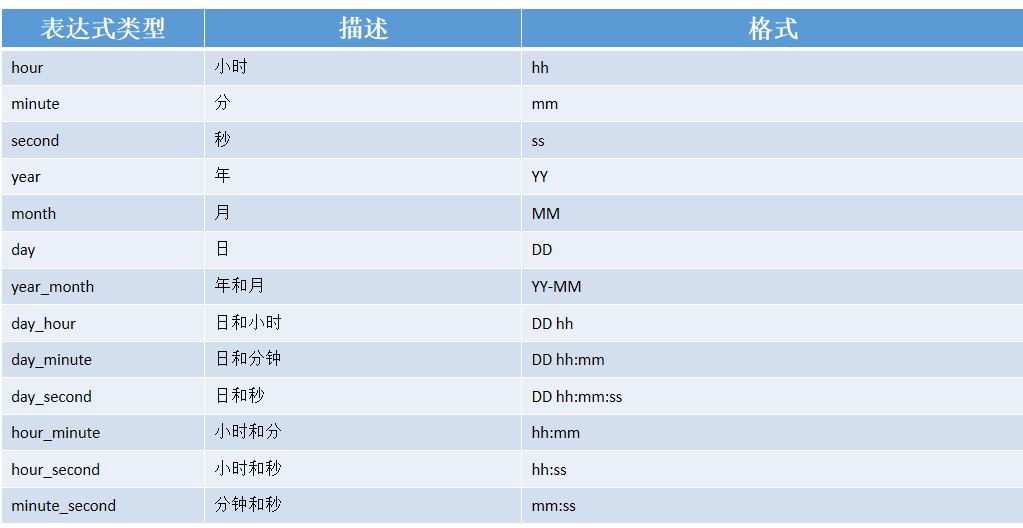 表达式类型 描述 格式
hour 小时 hh
minute 分 mm
second 秒 ss
year 年 YY
month 月 MM
day 日 DD
year_month 年和月 YY-MM
day_hour 日和小时 DD hh
day_minute 日和分钟 DD hh:mm
day_second 日和秒 DD hh:mm:ss
hour_minute 小时和分 hh:mm
hour_second 小时和秒 hh:ss
minute_second 分钟和秒 mm:ss